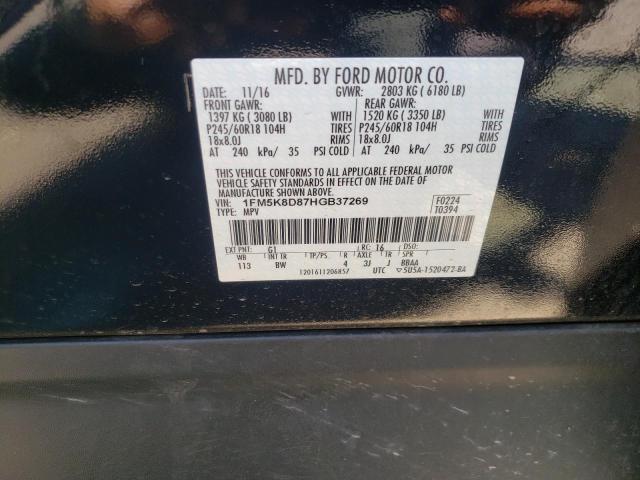 MFD. BY FORD MOTOR CO.
DATE: 11/16 GVWR: 2803 KG ( 6180 LB)
FRONT GAWR: REAR GAWR:
1397 KG ( 3080 LB) WITH 1520 KG ( 3350 LB) WITH
P245/60R18 104H TIRES P245/60R18 104H TIRES
18x8.0J RIMS 18x8.0J RIMS
AT 240 kPa/ 35 PSI COLD AT 240 kPa/ 35 PSI COLD
THIS VEHICLE CONFORMS TO ALL APPLICABLE FEDERAL MOTOR
VEHICLE SAFETY STANDARDS IN EFFECT ON THE DATE OF
MANUFACTURE SHOWN ABOVE.
VIN: 1FM5K8D87HGB37269 F0224
TYPE: MPV T0394
EXT PNT: G1 RC: 16 DSO:
WB INT TR TP/PS R AXLE TR SPR
113 BW 4 3J J BBAA
1201611206857 UTC ▽5U5A-1520472-BA